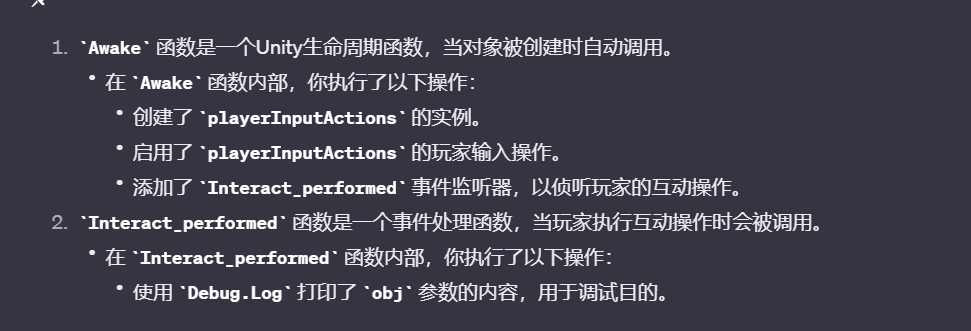 1. `Awake` 函数是一个Unity生命周期函数，当对象被创建时自动调用。
• 在 `Awake` 函数内部，你执行了以下操作：
• 创建了 `playerInputActions` 的实例。
• 启用了 `playerInputActions` 的玩家输入操作。
• 添加了 `Interact_performed` 事件监听器，以侦听玩家的互动操作。
2. `Interact_performed` 函数是一个事件处理函数，当玩家执行互动操作时会被调用。
• 在 `Interact_performed` 函数内部，你执行了以下操作：
• 使用 `Debug.Log` 打印了 `obj` 参数的内容，用于调试目的。